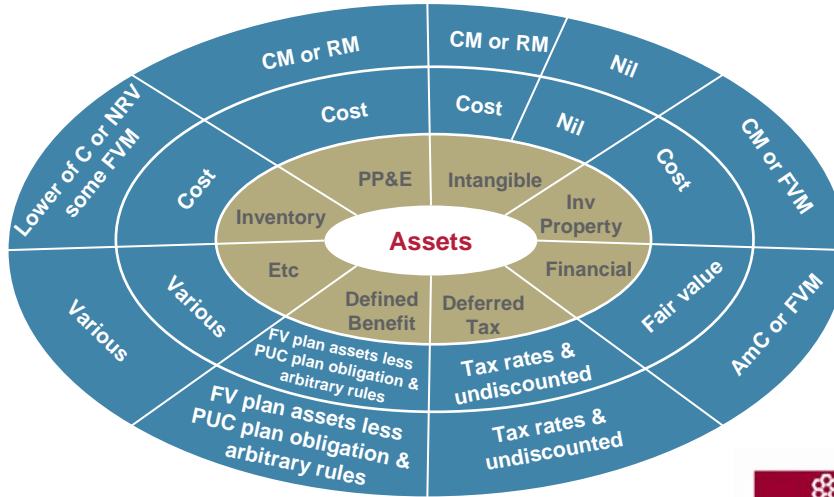 CM or RM
CM or RM
Nil
Lower of C or NRV
some FVM
Cost
Cost
Nil
CM or FVM
Cost
Cost
PP&E
Intangible
Inventory
Inv
Property
Assets
Etc
Financial
Defined
Benefit
Deferred
Tax
Various
Various
Fair value
AmC or FVM
FV plan assets less
PUC plan obligation &
arbitrary rules
Tax rates &
undiscounted
FV plan assets less
PUC plan obligation &
arbitrary rules
Tax rates &
undiscounted